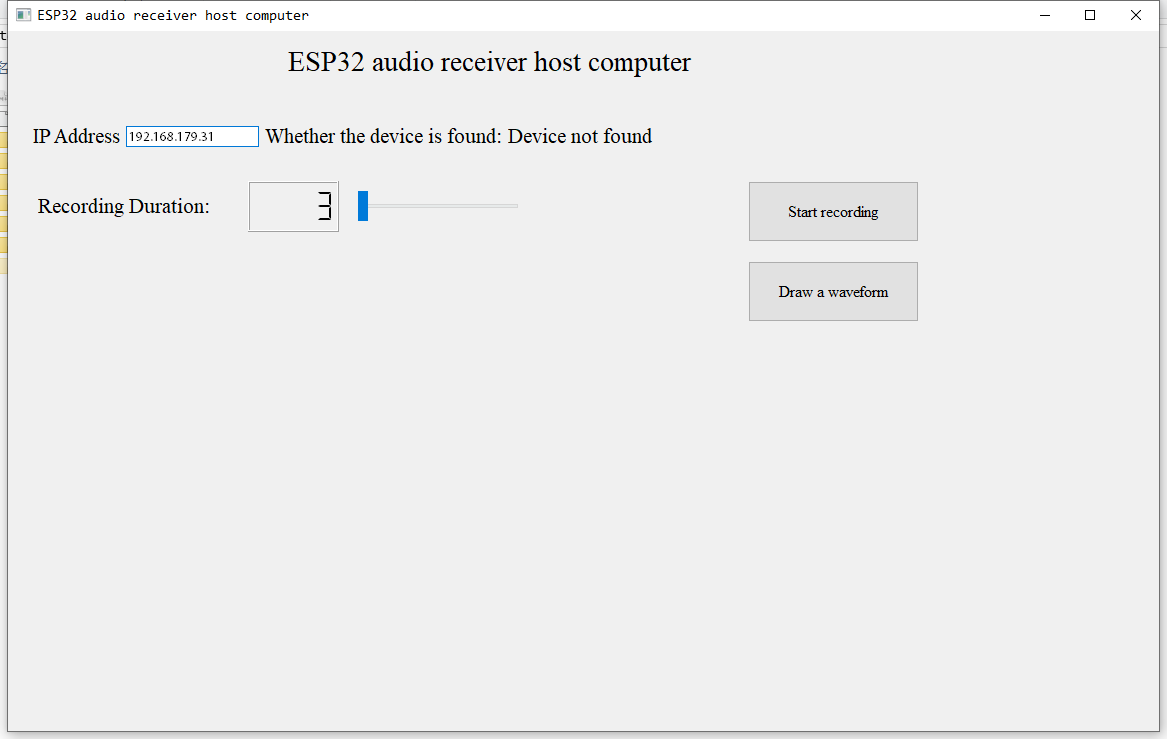 ESP32 audio receiver host computer
ESP32 audio receiver host computer
IP Address 192.168.179.31 Whether the device is found: Device not found
Recording Duration: 3
Start recording
Draw a waveform